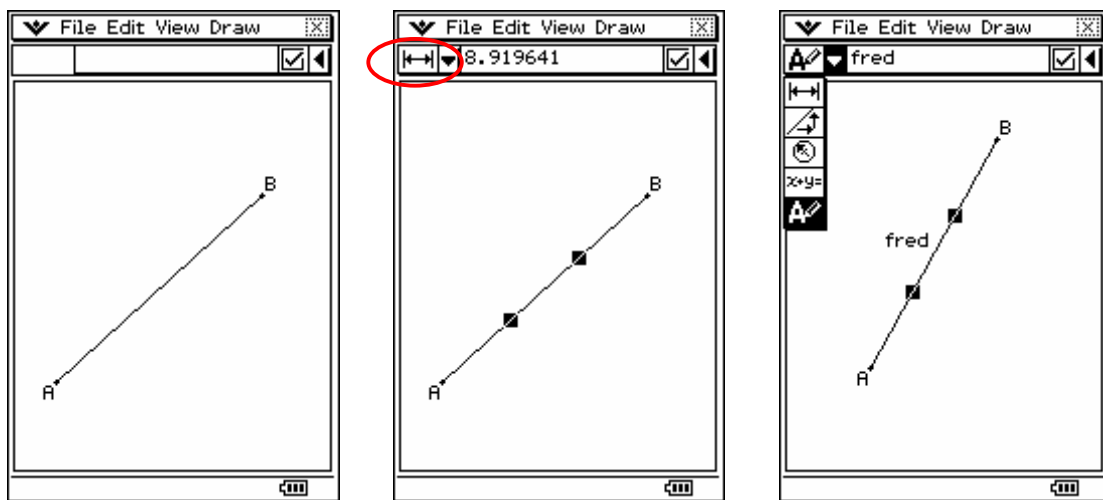 File Edit View Draw
B
A
File Edit View Draw
8.919641
B
A
File Edit View Draw
A fred
x+y=
A
B
fred
A